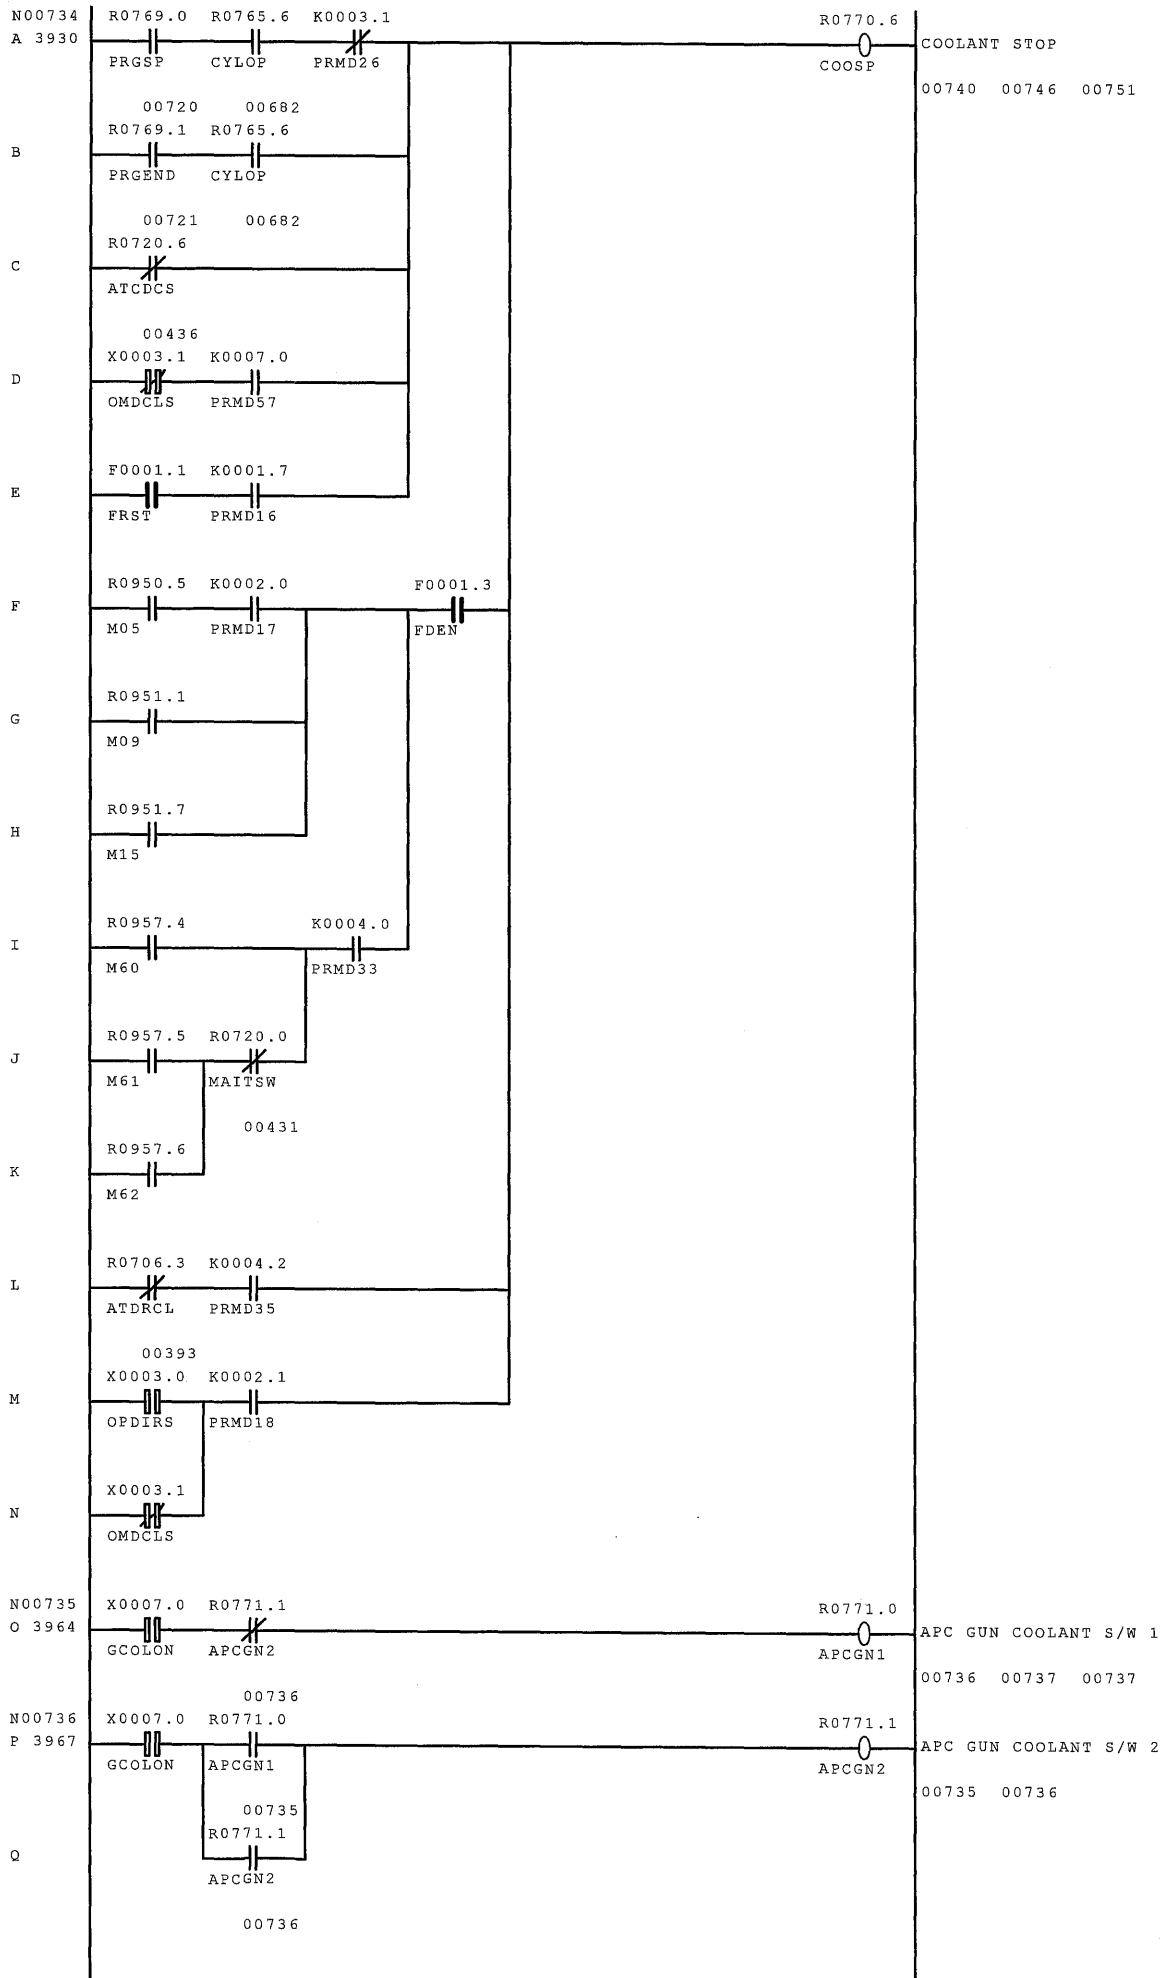 N00734 R0769.0 R0765.6 K0003.1 R0770.6
A 3930 COOLANT STOP
PRGSP CYLOP PRMD26 COOSP
00740 00746 00751
00720 00682
R0769.1 R0765.6
B
PRGEND CYLOP
00721 00682
R0720.6
C
ATCDCS
00436
X0003.1 K0007.0
D
OMDCLS PRMD57
F0001.1 K0001.7
E
FRST PRMD16
R0950.5 K0002.0 F0001.3
F
M05 PRMD17 FDEN
R0951.1
G
M09
R0951.7
H
M15
R0957.4 K0004.0
I
M60 PRMD33
R0957.5 R0720.0
J
M61 MAITSW
00431
R0957.6
K
M62
R0706.3 K0004.2
L
ATDRCL PRMD35
00393
X0003.0 K0002.1
M
OPDIRS PRMD18
X0003.1
N
OMDCLS
N00735 X0007.0 R0771.1 R0771.0
O 3964 APC GUN COOLANT S/W 1
GCOLON APCGN2 APCGN1
00736 00737 00737
00736
N00736 X0007.0 R0771.0 R0771.1
P 3967 APC GUN COOLANT S/W 2
GCOLON APCGN1 APCGN2
00735 00736
00735
R0771.1
Q
APCGN2
00736